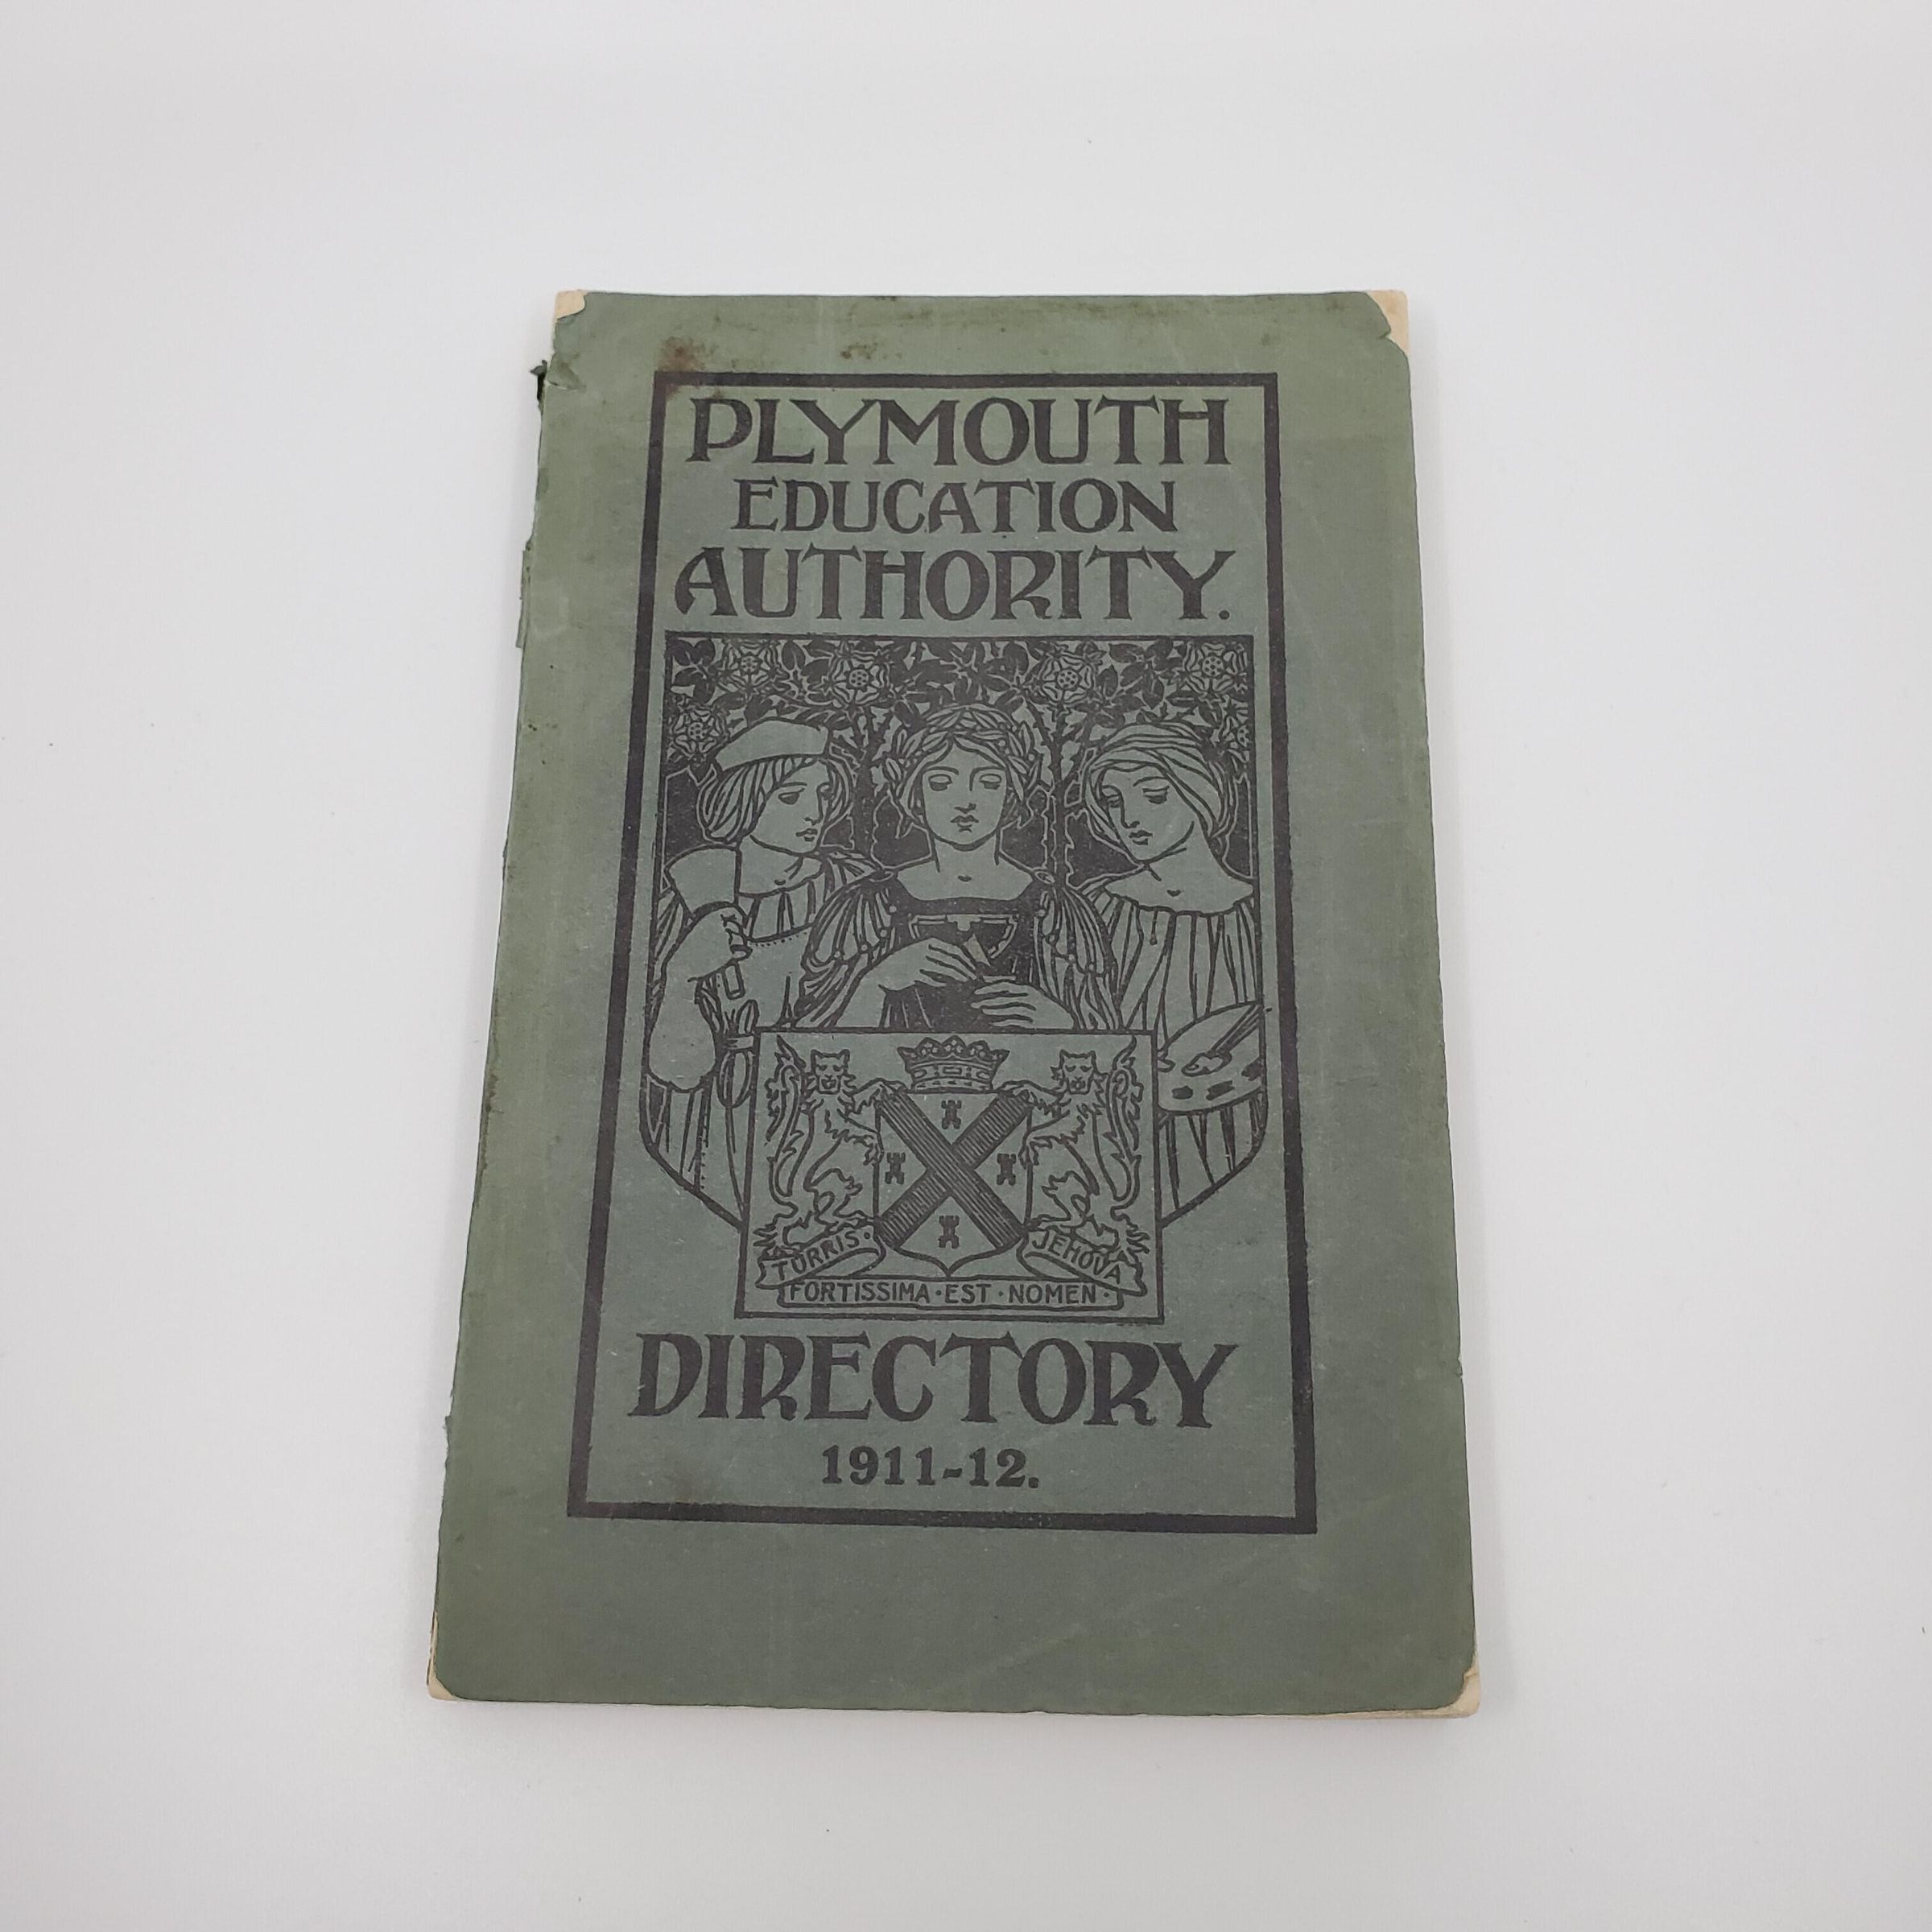 PLYMOUTH
EDUCATION
AUTHORITY.
TURRIS·
JEHOVA
FORTISSIMA·EST·NOMEN·
DIRECTORY
1911-12.